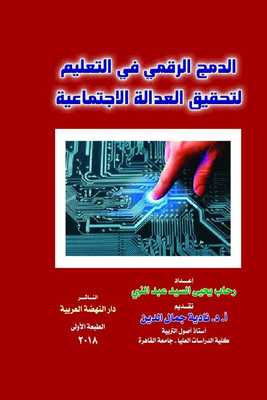 الدمج الرقمي في التعليم
لتحقيق العدالة الاجتماعية
إعداد
رحاب يحيى السيد عبد النبي
تقديم
أ. د. نادية جمال الدين
أستاذ أصول التربية
كلية الدراسات العليا - جامعة القاهرة
الناشر
دار النهضة العربية
الطبعة الأولى
٢٠١٨